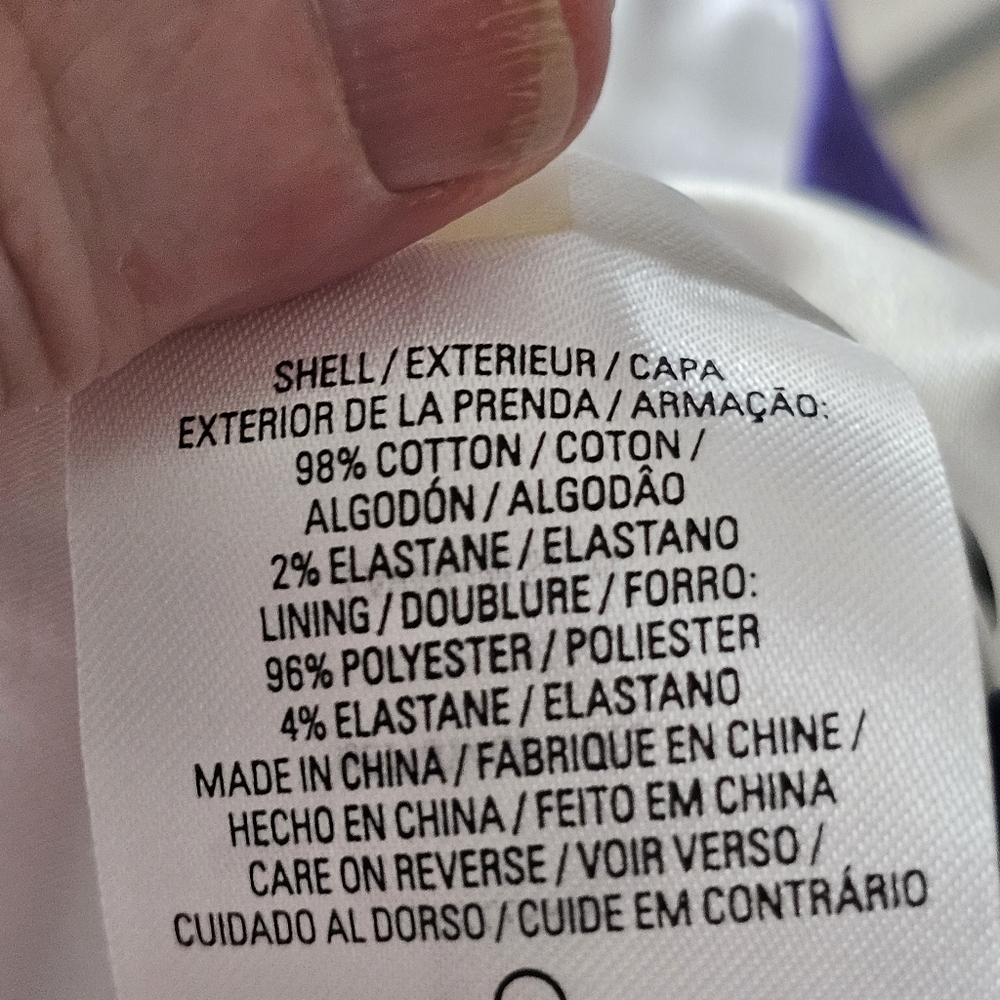 SHELL / EXTERIEUR / CAPA
EXTERIOR DE LA PRENDA / ARMAÇÃO:
98% COTTON / COTON /
ALGODÓN / ALGODÂO
2% ELASTANE / ELASTANO
LINING / DOUBLURE / FORRO:
96% POLYESTER / POLIESTER
4% ELASTANE / ELASTANO
MADE IN CHINA / FABRIQUE EN CHINE /
HECHO EN CHINA / FEITO EM CHINA
CARE ON REVERSE / VOIR VERSO /
CUIDADO AL DORSO / CUIDE EM CONTRÁRIO